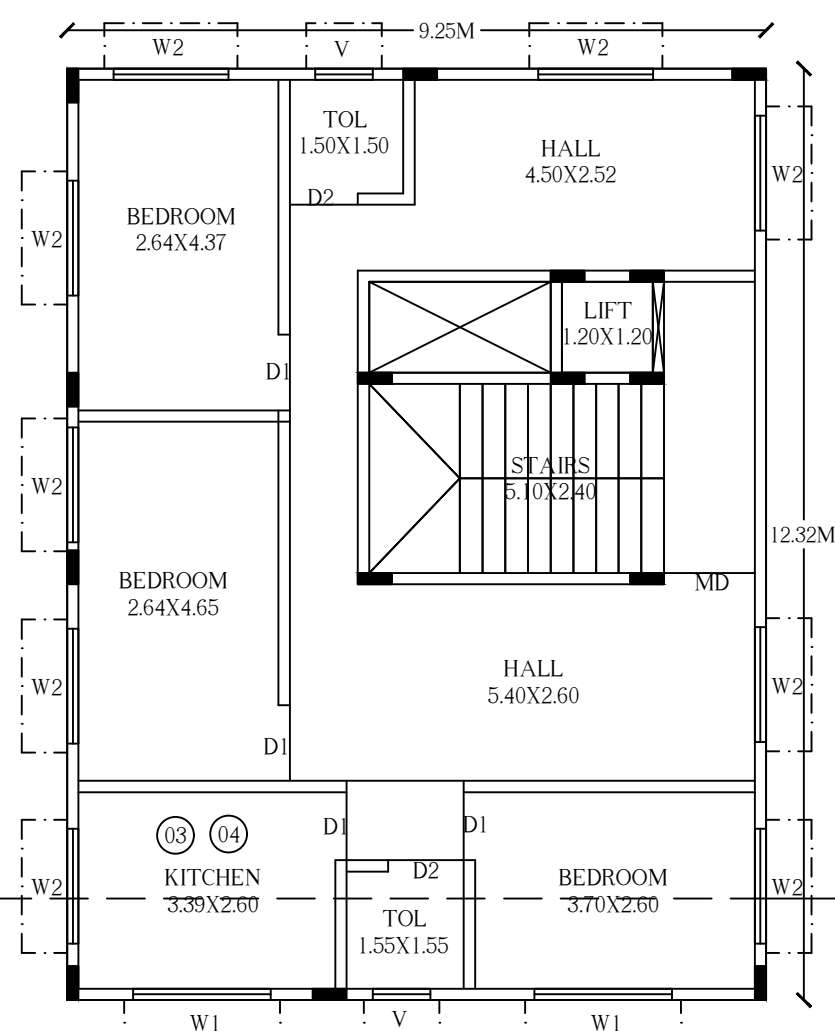 9.25M
W2
V
W2
TOL
1.50X1.50
HALL
4.50X2.52
W2
D2
BEDROOM
2.64X4.37
W2
LIFT
1.20X1.20
D1
STAIRS
5.10X2.40
W2
12.32M
BEDROOM
2.64X4.65
MD
HALL
5.40X2.60
W2
W2
D1
03
04
D1
D1
KITCHEN
3.39X2.60
D2
BEDROOM
3.70X2.60
W2
W2
TOL
1.55X1.55
W1
V
W1